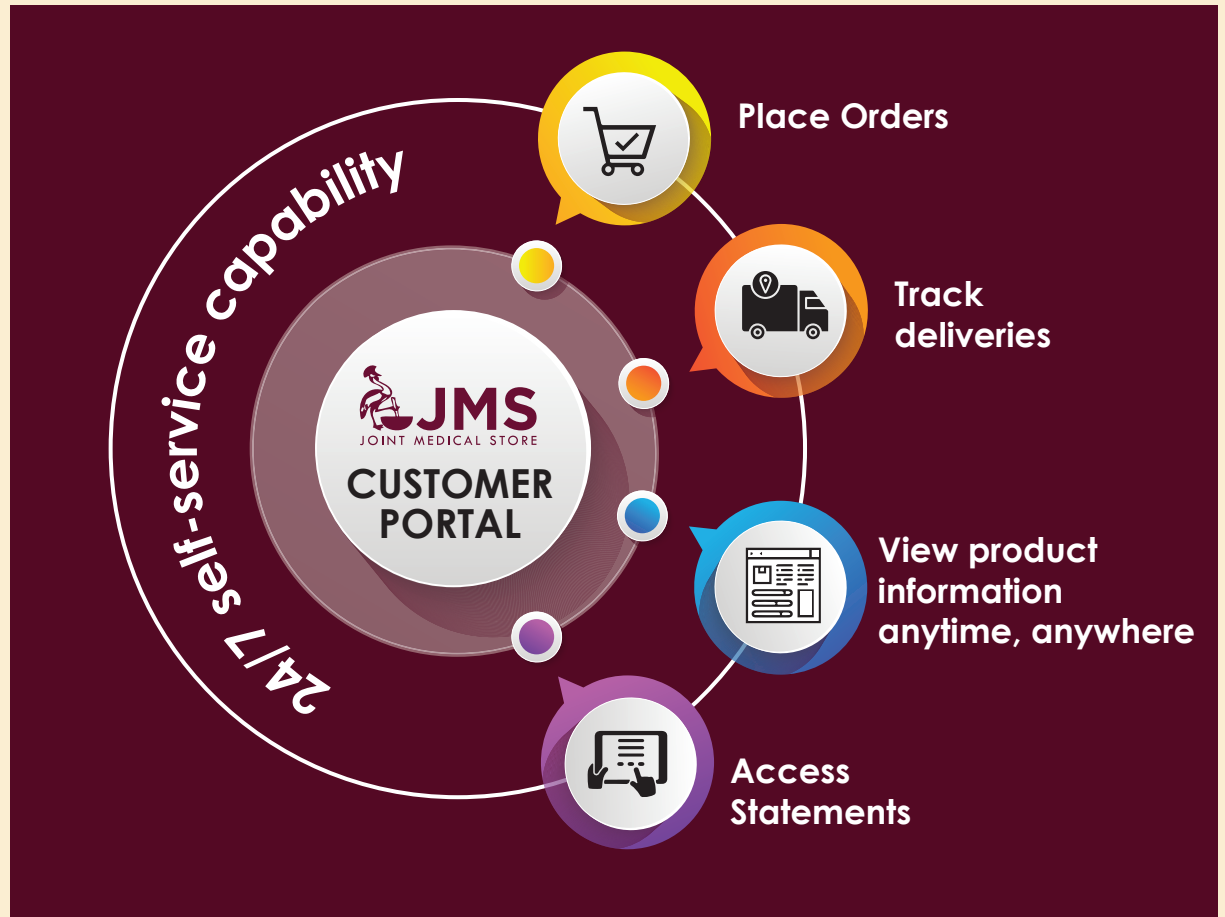 Place Orders
Track
deliveries
24/7 self-service capability
JMS
JOINT MEDICAL STORE
CUSTOMER
PORTAL
View product
information
anytime, anywhere
Access
Statements